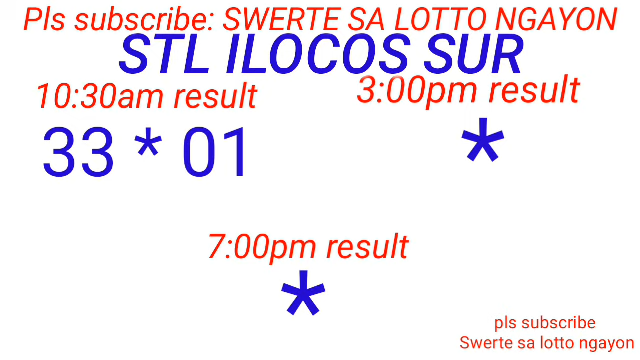 Pls subscribe: SWERTE SA LOTTO NGAYON
STL ILOCOS SUR
10:30am result
3:00pm result
33 * 01
*
7:00pm result
*
pls subscribe
Swerte sa lotto ngayon